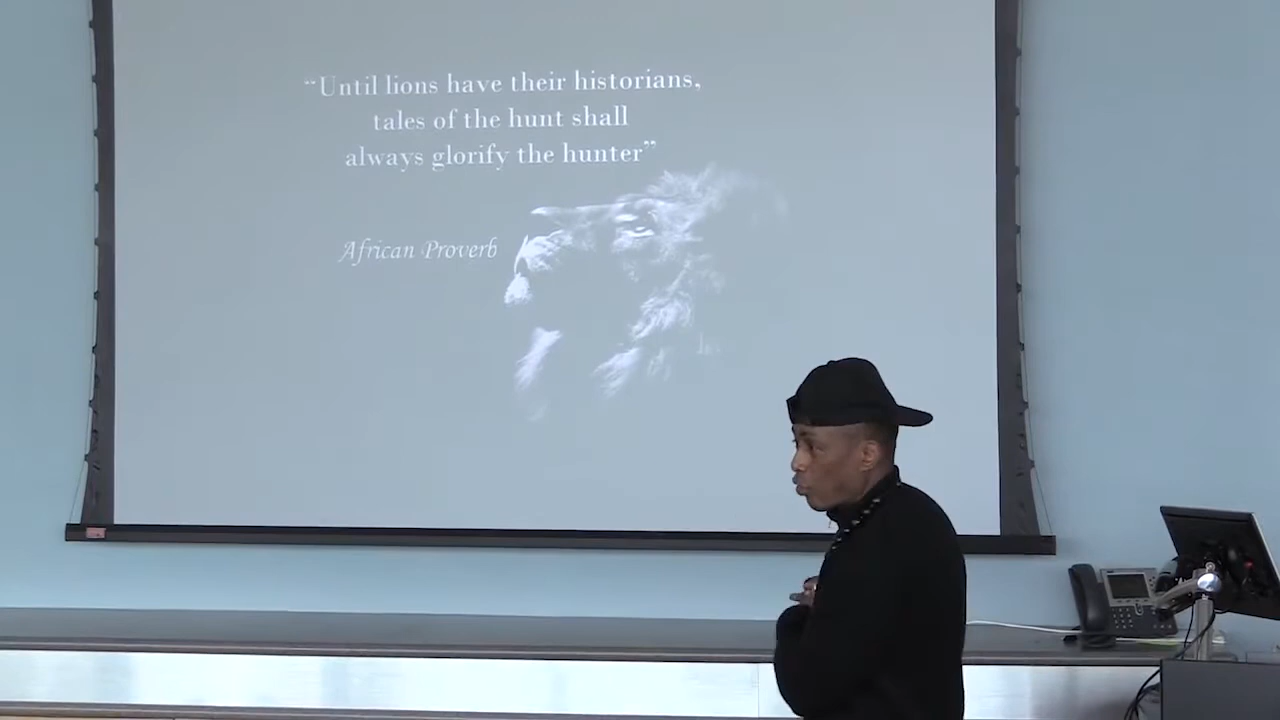 “Until lions have their historians,
tales of the hunt shall
always glorify the hunter”
African Proverb